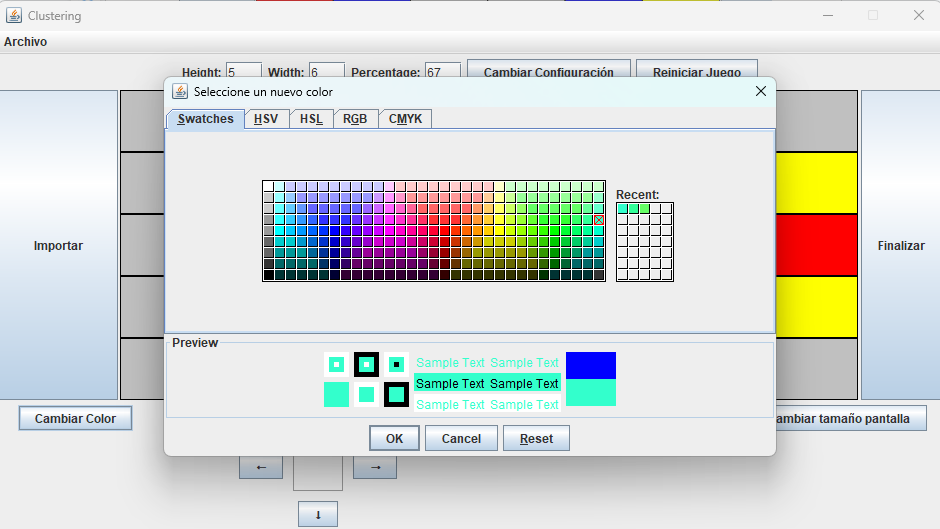 Clustering
Archivo
Height: 5 Width: 6 Percentage: 67 Cambiar Configuración Reiniciar Juego
Seleccione un nuevo color
Swatches HSV HSL RGB CMYK
Recent:
Importar
Finalizar
Preview
Sample Text Sample Text
Sample Text Sample Text
Sample Text Sample Text
Cambiar Color
tamaño pantalla
OK Cancel Reset
← →
↓